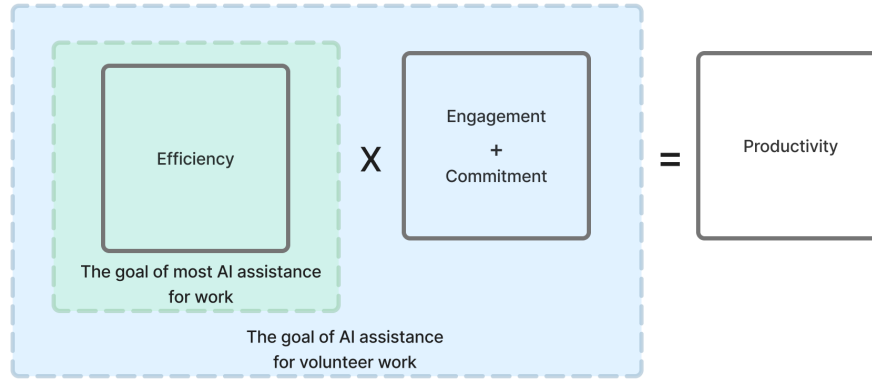 Efficiency
X
Engagement
+
Commitment
=
Productivity
The goal of most AI assistance
for work
The goal of AI assistance
for volunteer work